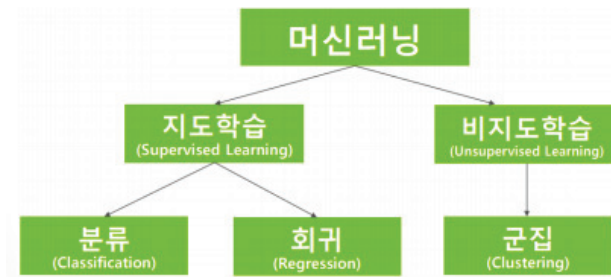 머신러닝
지도학습
(Supervised Learning)
비지도학습
(Unsupervised Learning)
분류
(Classification)
회귀
(Regression)
군집
(Clustering)